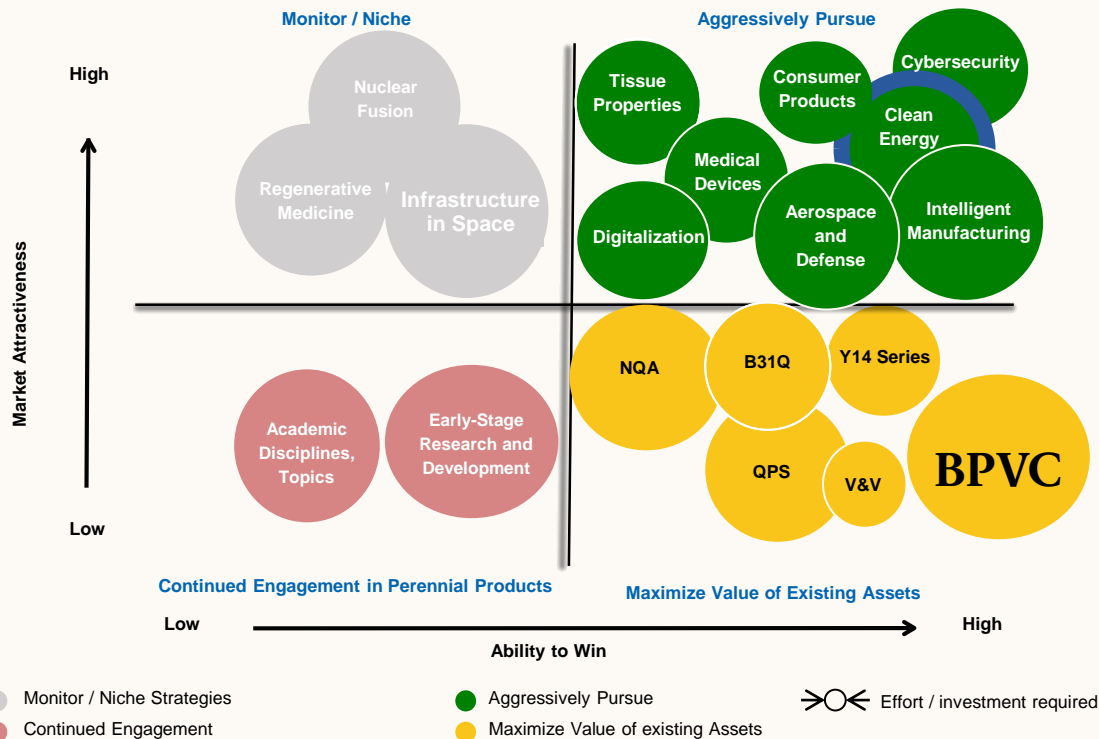 Monitor / Niche
Aggressively Pursue
High
Nuclear
Fusion
Regenerative
Medicine
Infrastructure
in Space
Tissue
Properties
Consumer
Products
Cybersecurity
Clean
Energy
Medical
Devices
Digitalization
Aerospace
and
Defense
Intelligent
Manufacturing
Market Attractiveness
NQA
B31Q
Y14 Series
Academic
Disciplines,
Topics
Early-Stage
Research and
Development
QPS
V&V
BPVC
Low
Continued Engagement in Perennial Products
Maximize Value of Existing Assets
Low
High
Ability to Win
Monitor / Niche Strategies
Aggressively Pursue
Effort / investment required
Continued Engagement
Maximize Value of existing Assets